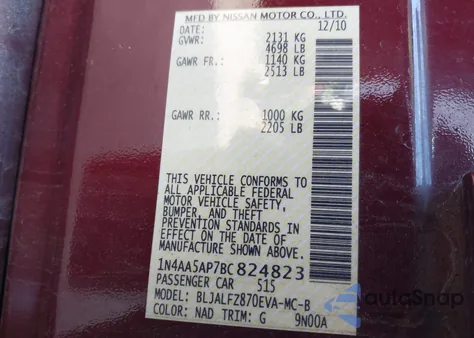 MFD BY NISSAN MOTOR CO., LTD.
DATE: 12/10
GVWR: 2131 KG
4698 LB
GAWR FR.: 1140 KG
2513 LB
GAWR RR.: 1000 KG
2205 LB
THIS VEHICLE CONFORMS TO
ALL APPLICABLE FEDERAL
MOTOR VEHICLE SAFETY,
BUMPER, AND THEFT
PREVENTION STANDARDS IN
EFFECT ON THE DATE OF
MANUFACTURE SHOWN ABOVE.
1N4AA5AP7BC824823
PASSENGER CAR 515
MODEL: BLJALFZ870EVA-MC-B
COLOR: NAD TRIM: G 9N00A
autoSnap